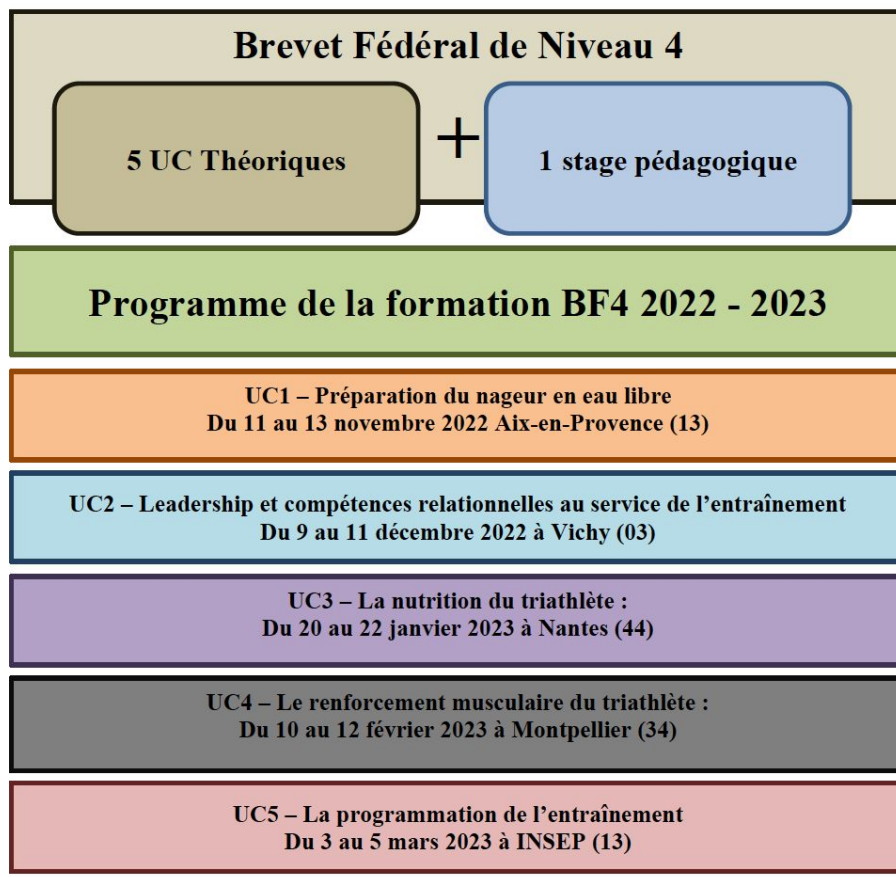 Brevet Fédéral de Niveau 4
5 UC Théoriques
+
1 stage pédagogique
Programme de la formation BF4 2022 - 2023
UC1 – Préparation du nageur en eau libre
Du 11 au 13 novembre 2022 Aix-en-Provence (13)
UC2 – Leadership et compétences relationnelles au service de l’entraînement
Du 9 au 11 décembre 2022 à Vichy (03)
UC3 – La nutrition du triathlète :
Du 20 au 22 janvier 2023 à Nantes (44)
UC4 – Le renforcement musculaire du triathlète :
Du 10 au 12 février 2023 à Montpellier (34)
UC5 – La programmation de l’entraînement
Du 3 au 5 mars 2023 à INSEP (13)